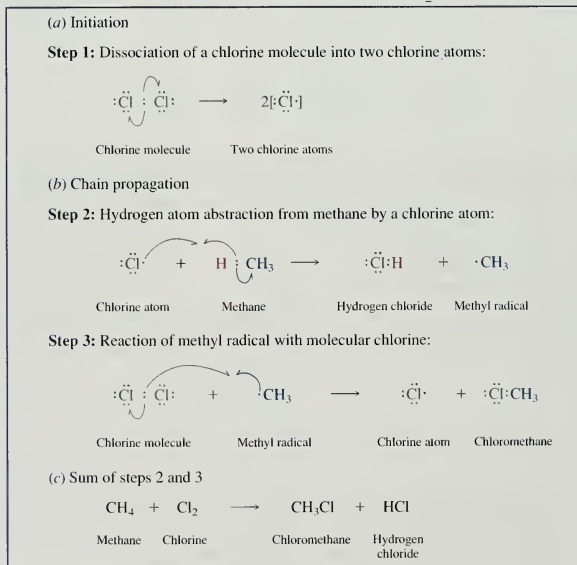 (a) Initiation
Step 1: Dissociation of a chlorine molecule into two chlorine atoms:
:C̈l : C̈l: ⟶ 2[:C̈l·]
Chlorine molecule Two chlorine atoms
(b) Chain propagation
Step 2: Hydrogen atom abstraction from methane by a chlorine atom:
:C̈l· + H : CH₃ ⟶ :C̈l:H + ·CH₃
Chlorine atom Methane Hydrogen chloride Methyl radical
Step 3: Reaction of methyl radical with molecular chlorine:
:C̈l : C̈l: + ·CH₃ ⟶ :C̈l· + :C̈l:CH₃
Chlorine molecule Methyl radical Chlorine atom Chloromethane
(c) Sum of steps 2 and 3
CH₄ + Cl₂ ⟶ CH₃Cl + HCl
Methane Chlorine Chloromethane Hydrogen
chloride